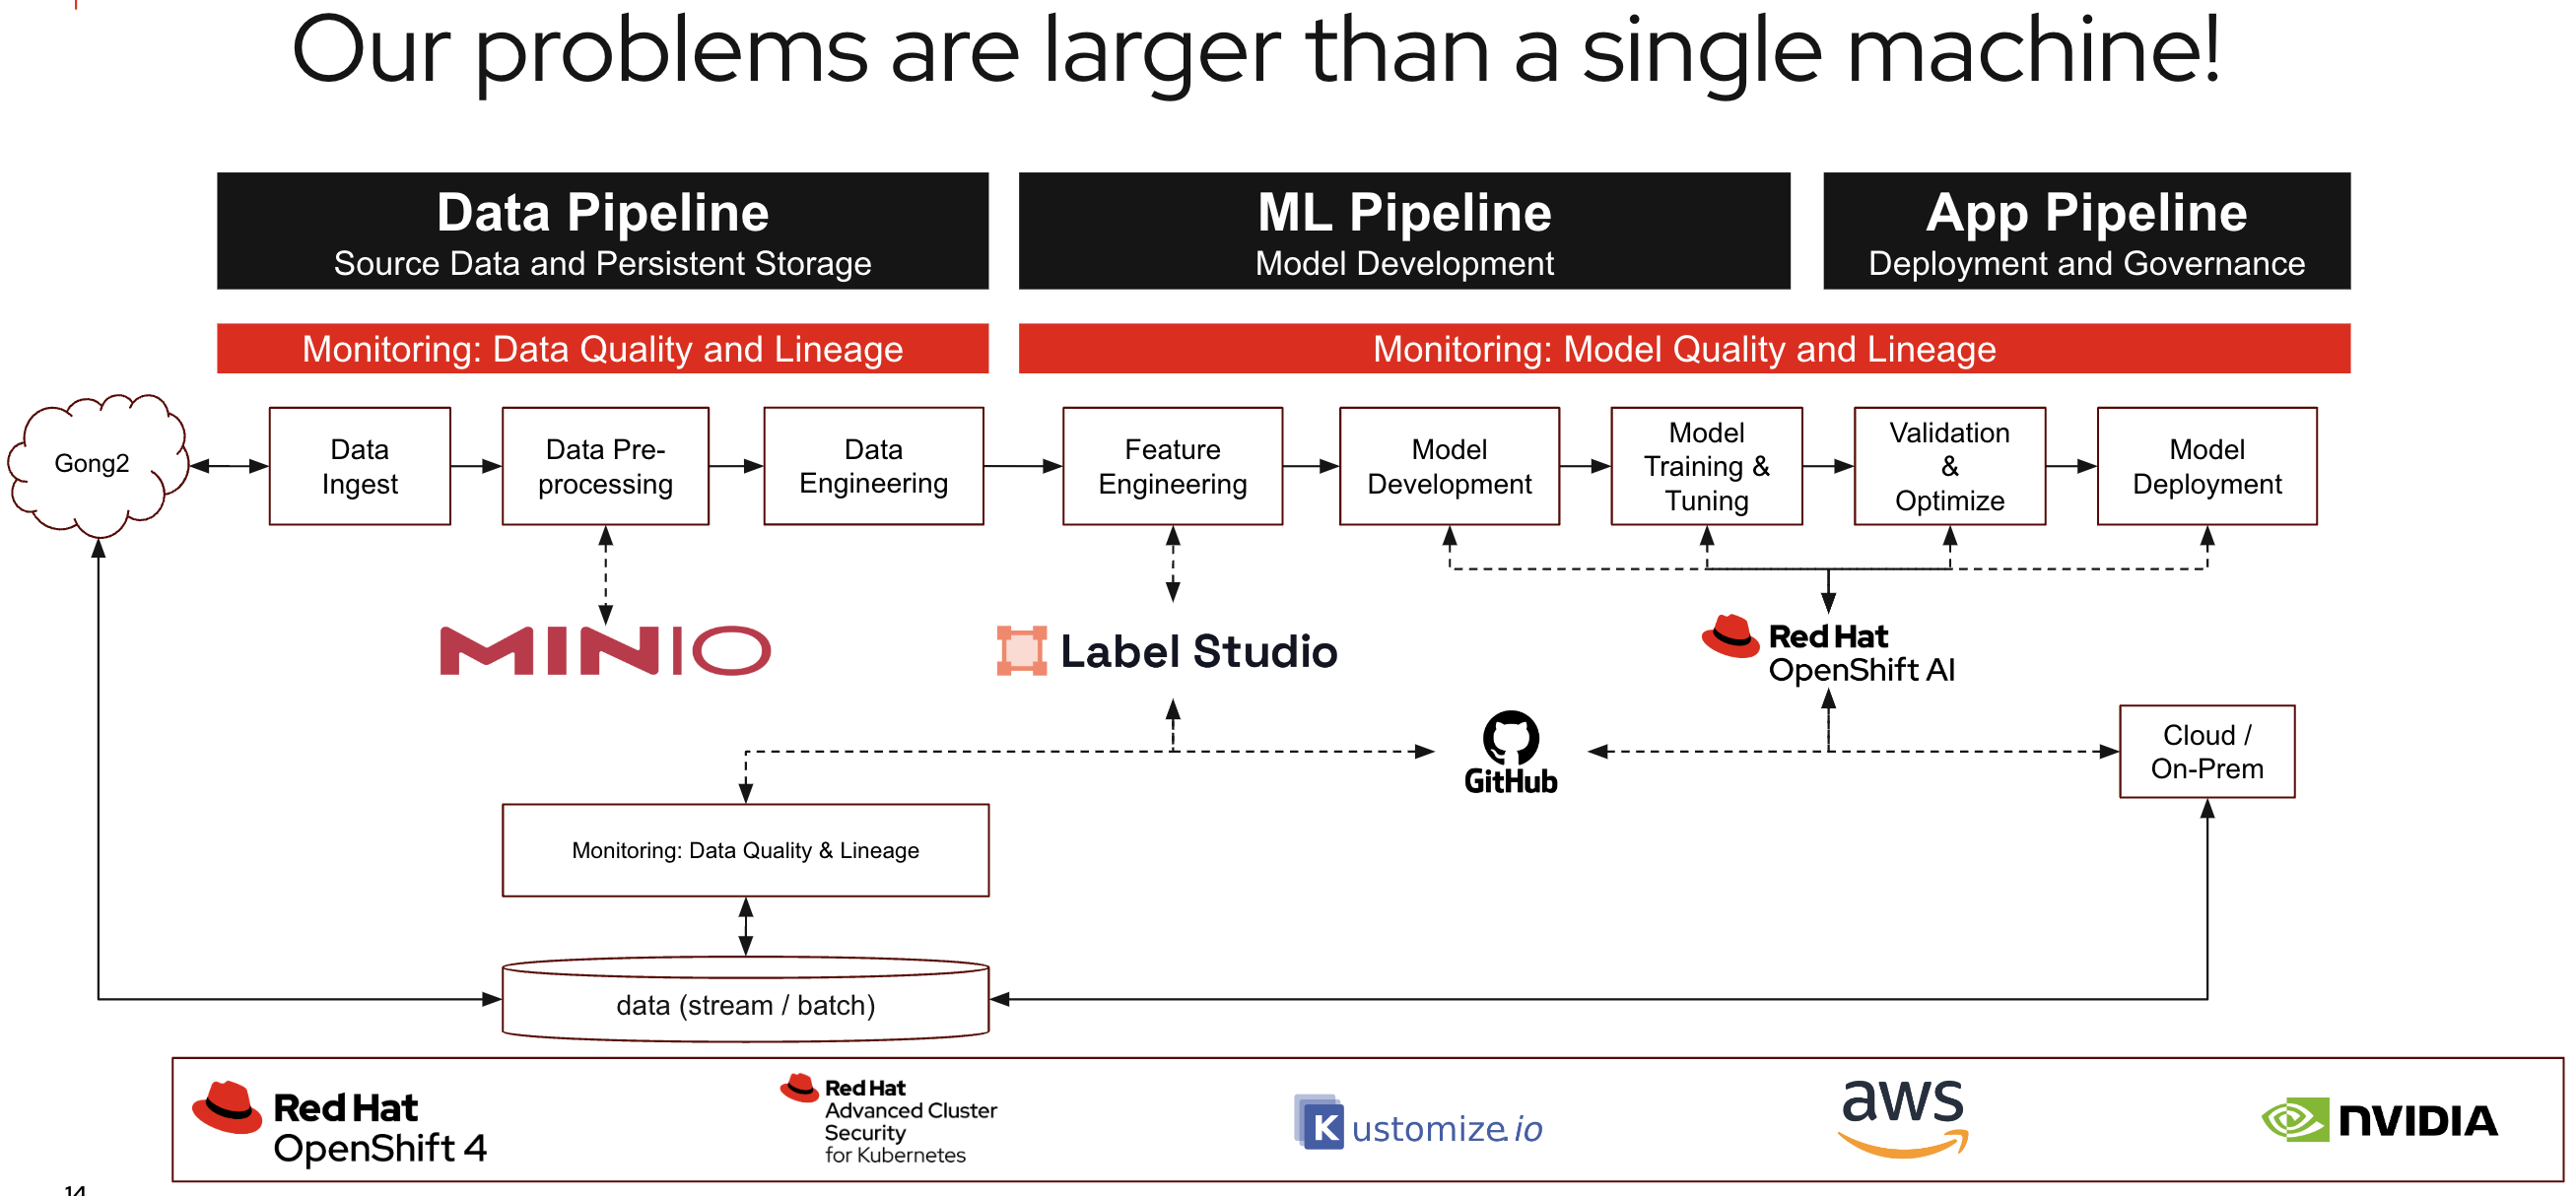 Our problems are larger than a single machine!
Data Pipeline
Source Data and Persistent Storage
ML Pipeline
Model Development
App Pipeline
Deployment and Governance
Monitoring: Data Quality and Lineage
Monitoring: Model Quality and Lineage
Gong2
Data
Ingest
Data Pre-
processing
Data
Engineering
Feature
Engineering
Model
Development
Model
Training &
Tuning
Validation
&
Optimize
Model
Deployment
MINIO
Label Studio
Red Hat
OpenShift AI
GitHub
Cloud /
On-Prem
Monitoring: Data Quality & Lineage
data (stream / batch)
Red Hat
OpenShift 4
Red Hat
Advanced Cluster
Security
for Kubernetes
Kustomize.io
aws
NVIDIA
14